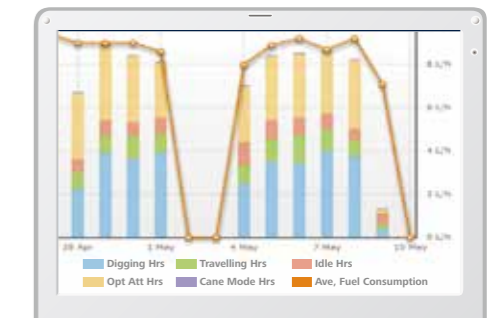 8 L/h
6 L/h
4 L/h
2 L/h
0 L/h
28 Apr 1 May 4 May 7 May 10 May
Digging Hrs Travelling Hrs Idle Hrs
Opt Att Hrs Cane Mode Hrs Ave, Fuel Consumption